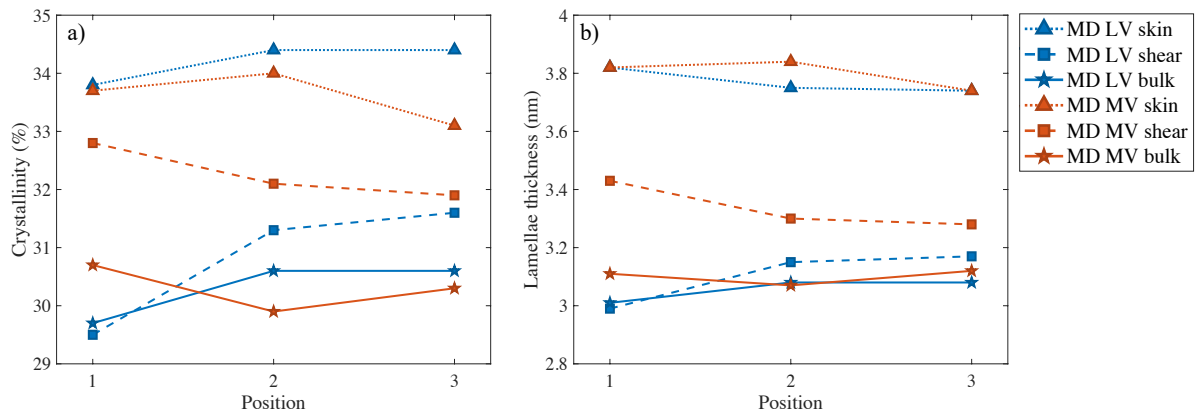 a)
35
34
33
32
31
30
29
Crystallinity (%)
1
2
3
Position
b)
4
3.8
3.6
3.4
3.2
3
2.8
Lamellae thickness (nm)
1
2
3
Position
MD LV skin
MD LV shear
MD LV bulk
MD MV skin
MD MV shear
MD MV bulk